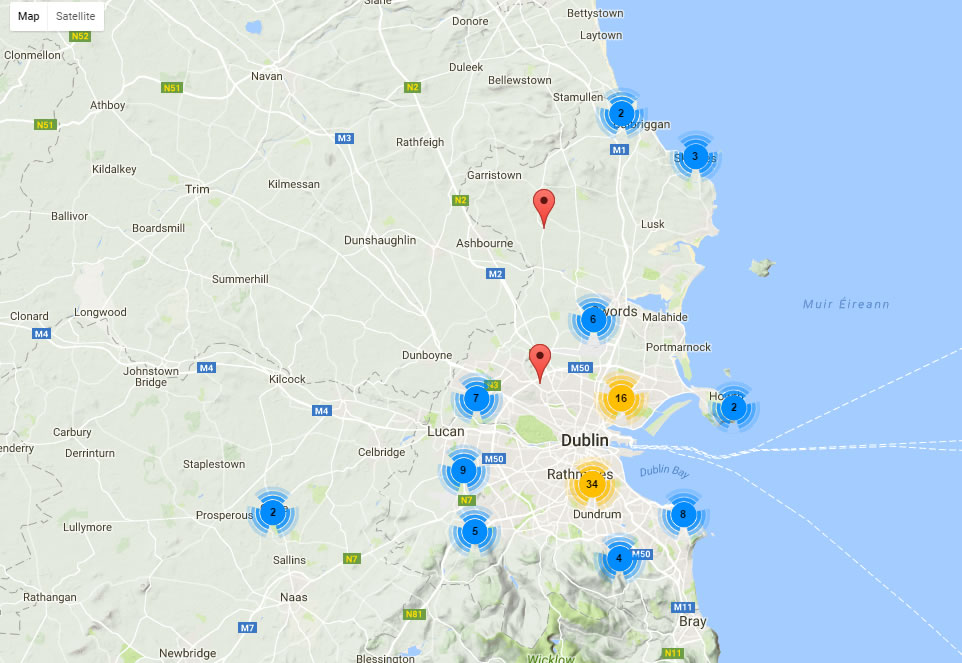 Slane
Bettystown
Map Satellite
Donore
Laytown
N52
Clonmellon
Duleek
Navan
Bellewstown
N51
N2
Stamullen
Athboy
2
Balbriggan
N51
M3
Rathfeigh
M1
3
Kildalkey
Garristown
Trim
Kilmessan
N2
Ballivor
Boardsmill
Lusk
Dunshaughlin
Ashbourne
M2
Summerhill
Muir Éireann
Clonard
Longwood
6
Swords
Malahide
M4
Dunboyne
Portmarnock
Johnstown
Bridge
M4
M50
Kilcock
N3
7
16
2
M4
Carbury
Lucan
Dublin
Derrinturn
Celbridge
M50
Staplestown
9
Rathmines
Dublin Bay
34
N7
2
Prosperous
8
Dundrum
Lullymore
5
Sallins
N7
4
M50
Rathangan
Naas
N81
M11
M7
Bray
Newbridge
Blessington
Wicklow
N11